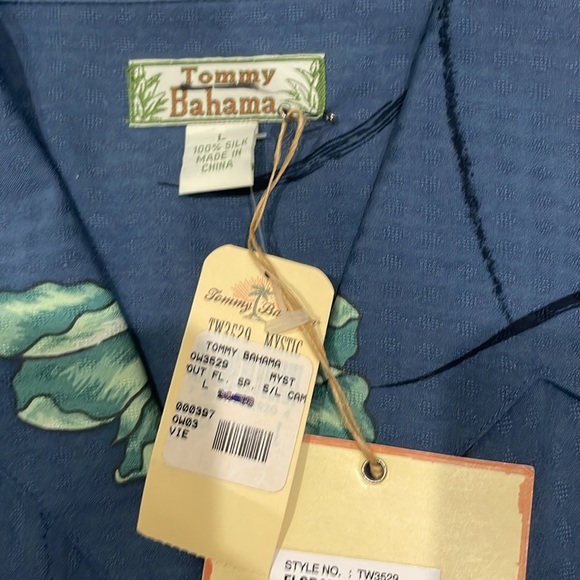 Tommy
Bahama
L
100% SILK
MADE IN
CHINA
Tommy
TW3529 MYSTIC
TOMMY BAHAMA
OW3529 MYST
OUT FL. SP. S/L CAM
L
000397
OW03
VIE
STYLE NO. : TW3529